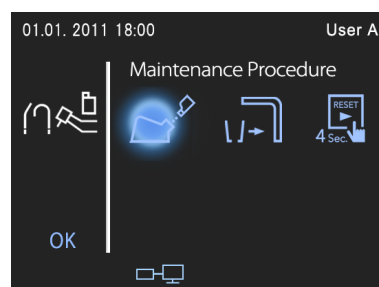 01.01. 2011 18:00 User A
Maintenance Procedure
RESET
4 Sec.
OK